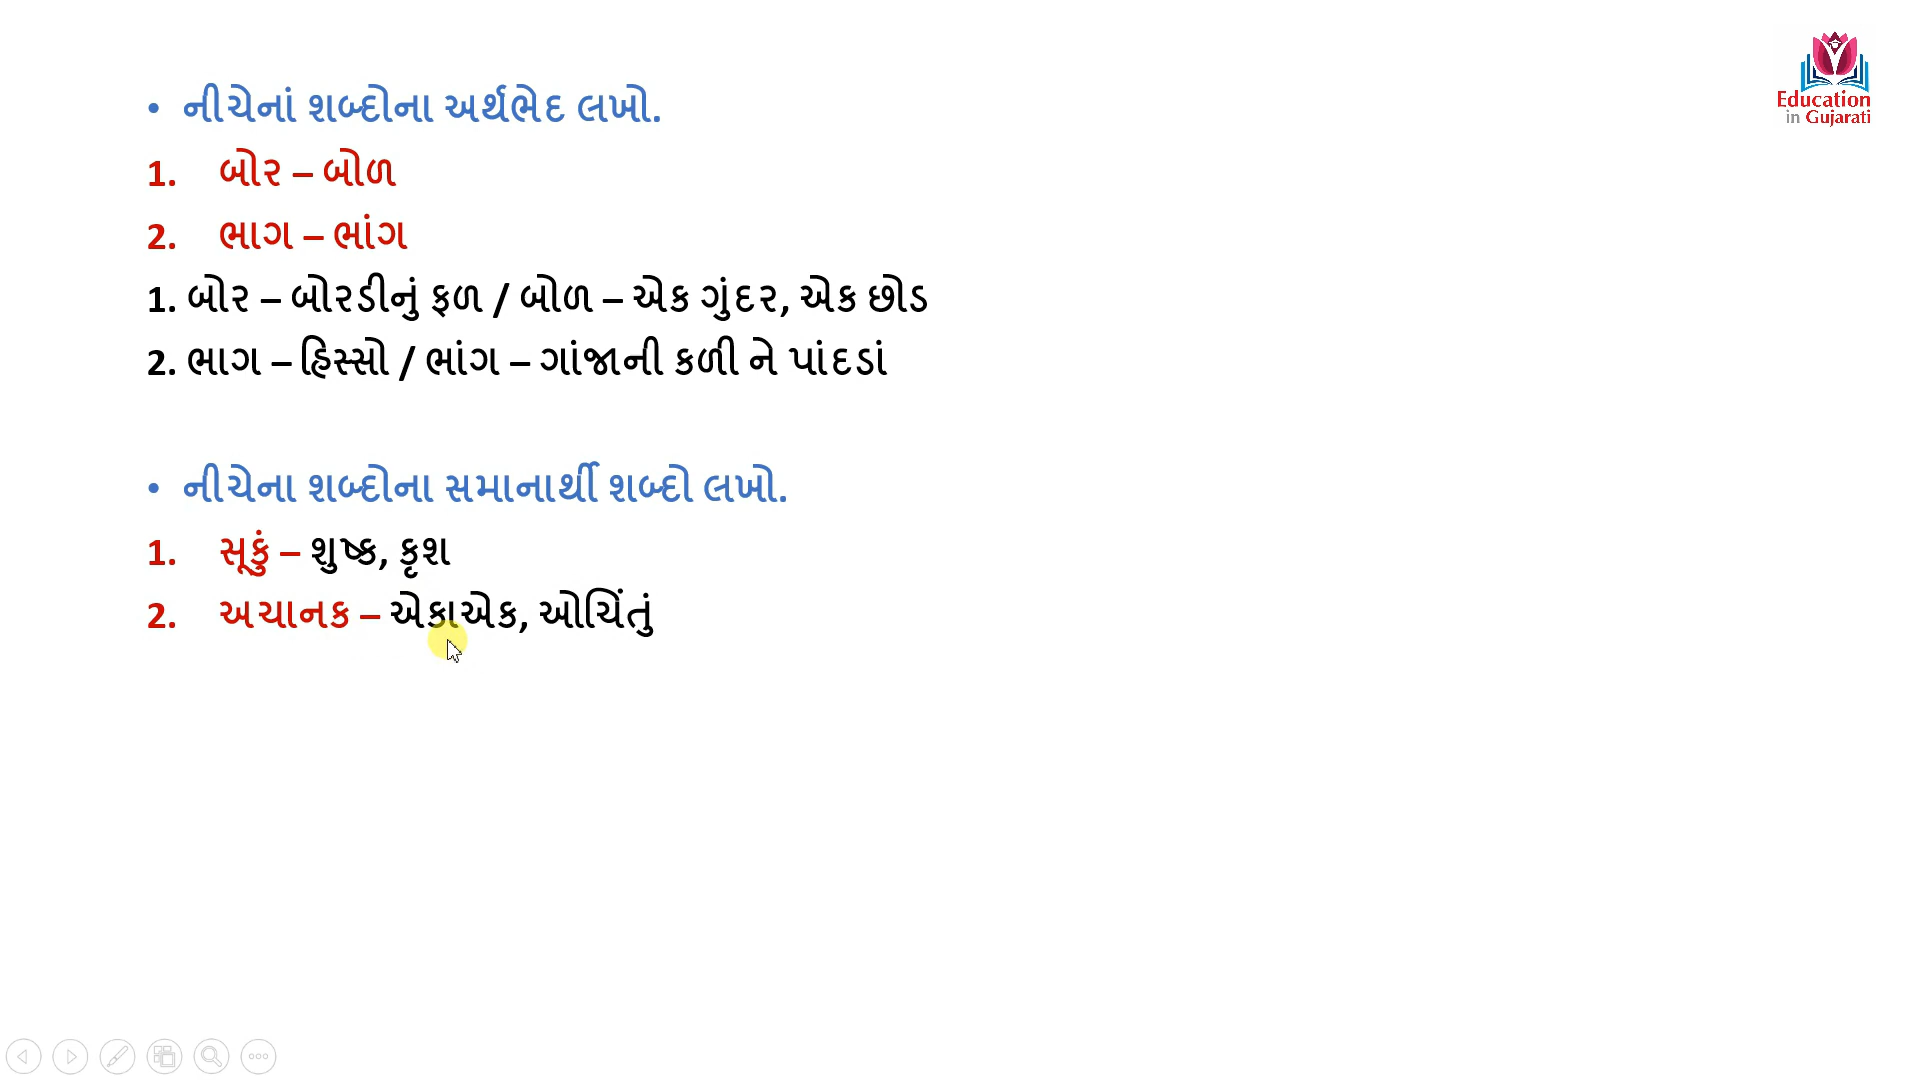 • નીચેનાં શબ્દોના અર્થભેદ લખો.
1. બોર – બોળ
2. ભાગ – ભાંગ
1. બોર – બોરડીનું ફળ / બોળ – એક ગુંદર, એક છોડ
2. ભાગ – હિસ્સો / ભાંગ – ગાંજાની કળી ને પાંદડાં
• નીચેના શબ્દોના સમાનાર્થી શબ્દો લખો.
1. સૂકું – શુષ્ક, કૃશ
2. અચાનક – એકાએક, ઓચિંતું
Education
in Gujarati